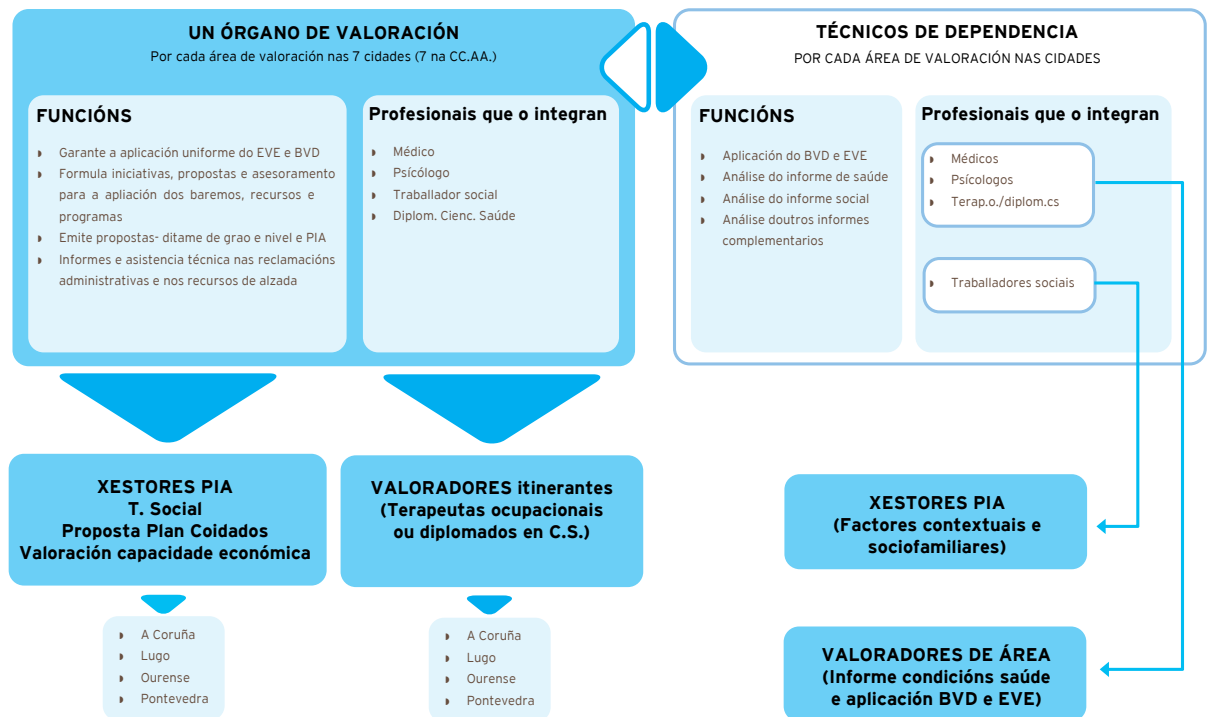 UN ÓRGANO DE VALORACIÓN
Por cada área de valoración nas 7 cidades (7 na CC.AA.)
FUNCIÓNS
Garante a aplicación uniforme do EVE e BVD
Formula iniciativas, propostas e asesoramento
para a apliación dos baremos, recursos e
programas
Emite propostas- ditame de grao e nivel e PIA
Informes e asistencia técnica nas reclamacións
administrativas e nos recursos de alzada
Profesionais que o integran
Médico
Psícólogo
Traballador social
Diplom. Cienc. Saúde
TÉCNICOS DE DEPENDENCIA
POR CADA ÁREA DE VALORACIÓN NAS CIDADES
FUNCIÓNS
Aplicación do BVD e EVE
Análise do informe de saúde
Análise do informe social
Análise doutros informes
complementarios
Profesionais que o integran
Médicos
Psícologos
Terap.o./diplom.cs
Traballadores sociais
XESTORES PIA
T. Social
Proposta Plan Coidados
Valoración capacidade económica
A Coruña
Lugo
Ourense
Pontevedra
VALORADORES itinerantes
(Terapeutas ocupacionais
ou diplomados en C.S.)
A Coruña
Lugo
Ourense
Pontevedra
XESTORES PIA
(Factores contextuais e
sociofamiliares)
VALORADORES DE ÁREA
(Informe condicións saúde
e aplicación BVD e EVE)